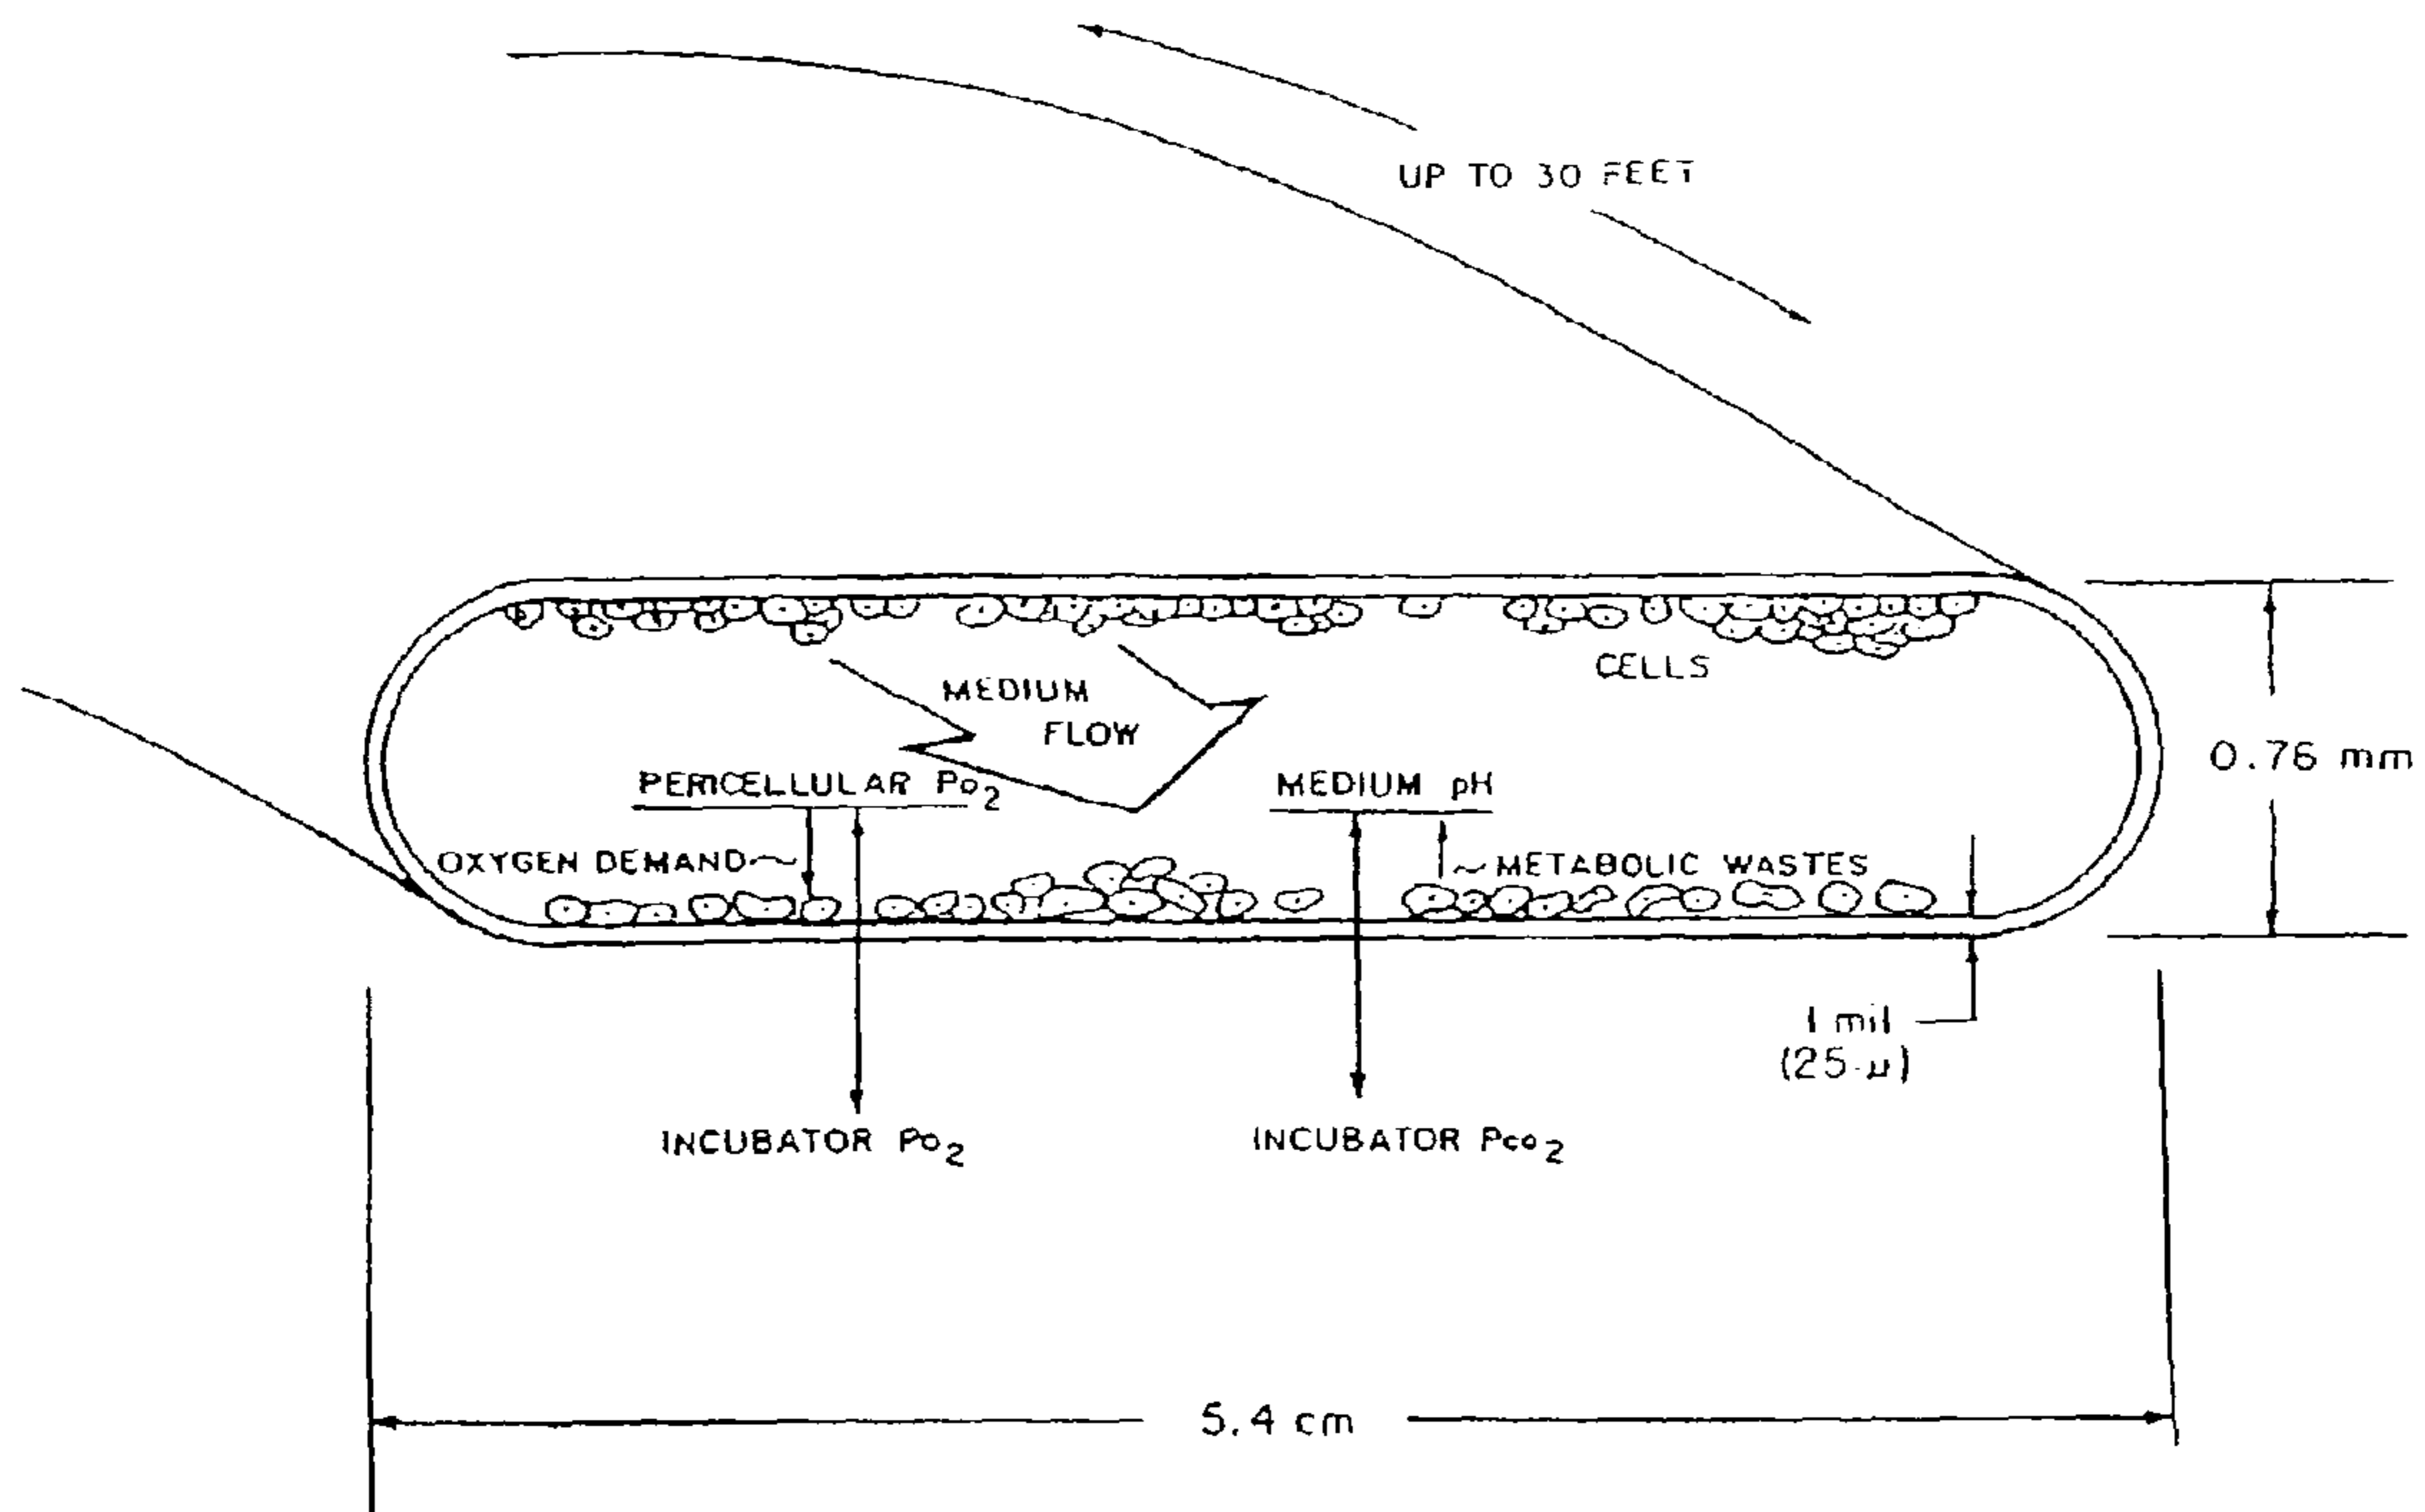 UP TO 30 FEET
CELLS
MEDIUM
FLOW
PERICELLULAR Po2
MEDIUM pH
0.76 mm
OXYGEN DEMAND
METABOLIC WASTES
1 mil
(25 µ)
INCUBATOR Po2
INCUBATOR Pco2
5.4 cm